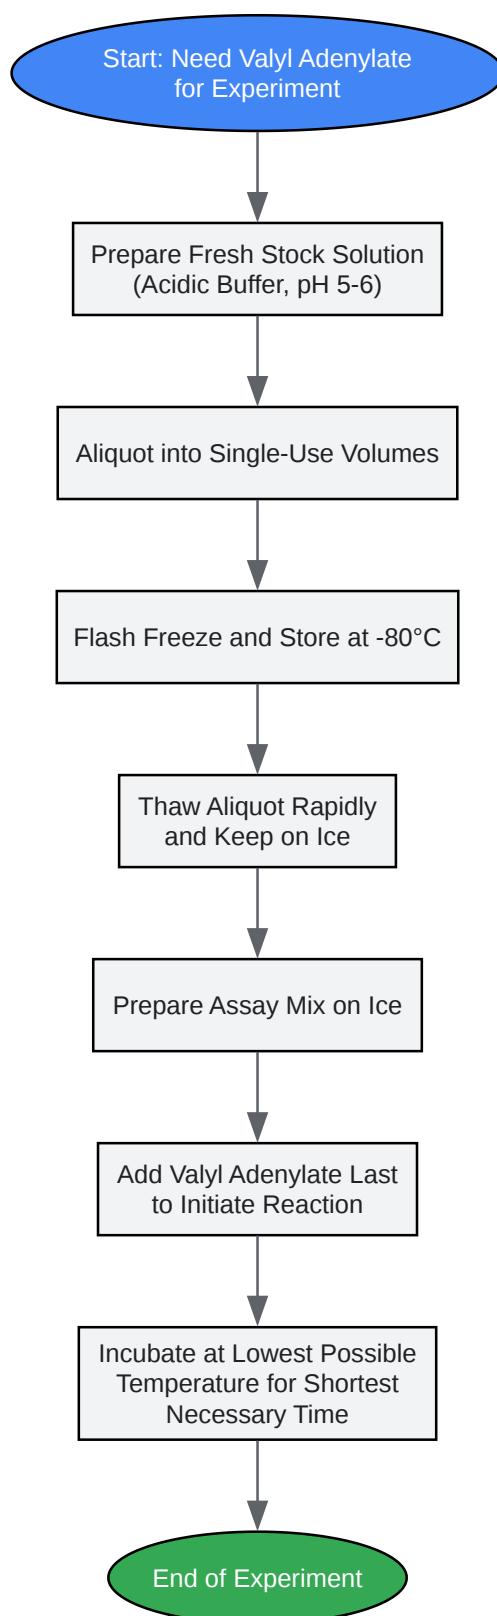 Start: Need Valyl Adenylate
for Experiment
Prepare Fresh Stock Solution
(Acidic Buffer, pH 5-6)
Aliquot into Single-Use Volumes
Flash Freeze and Store at -80°C
Thaw Aliquot Rapidly
and Keep on Ice
Prepare Assay Mix on Ice
Add Valyl Adenylate Last
to Initiate Reaction
Incubate at Lowest Possible
Temperature for Shortest
Necessary Time
End of Experiment